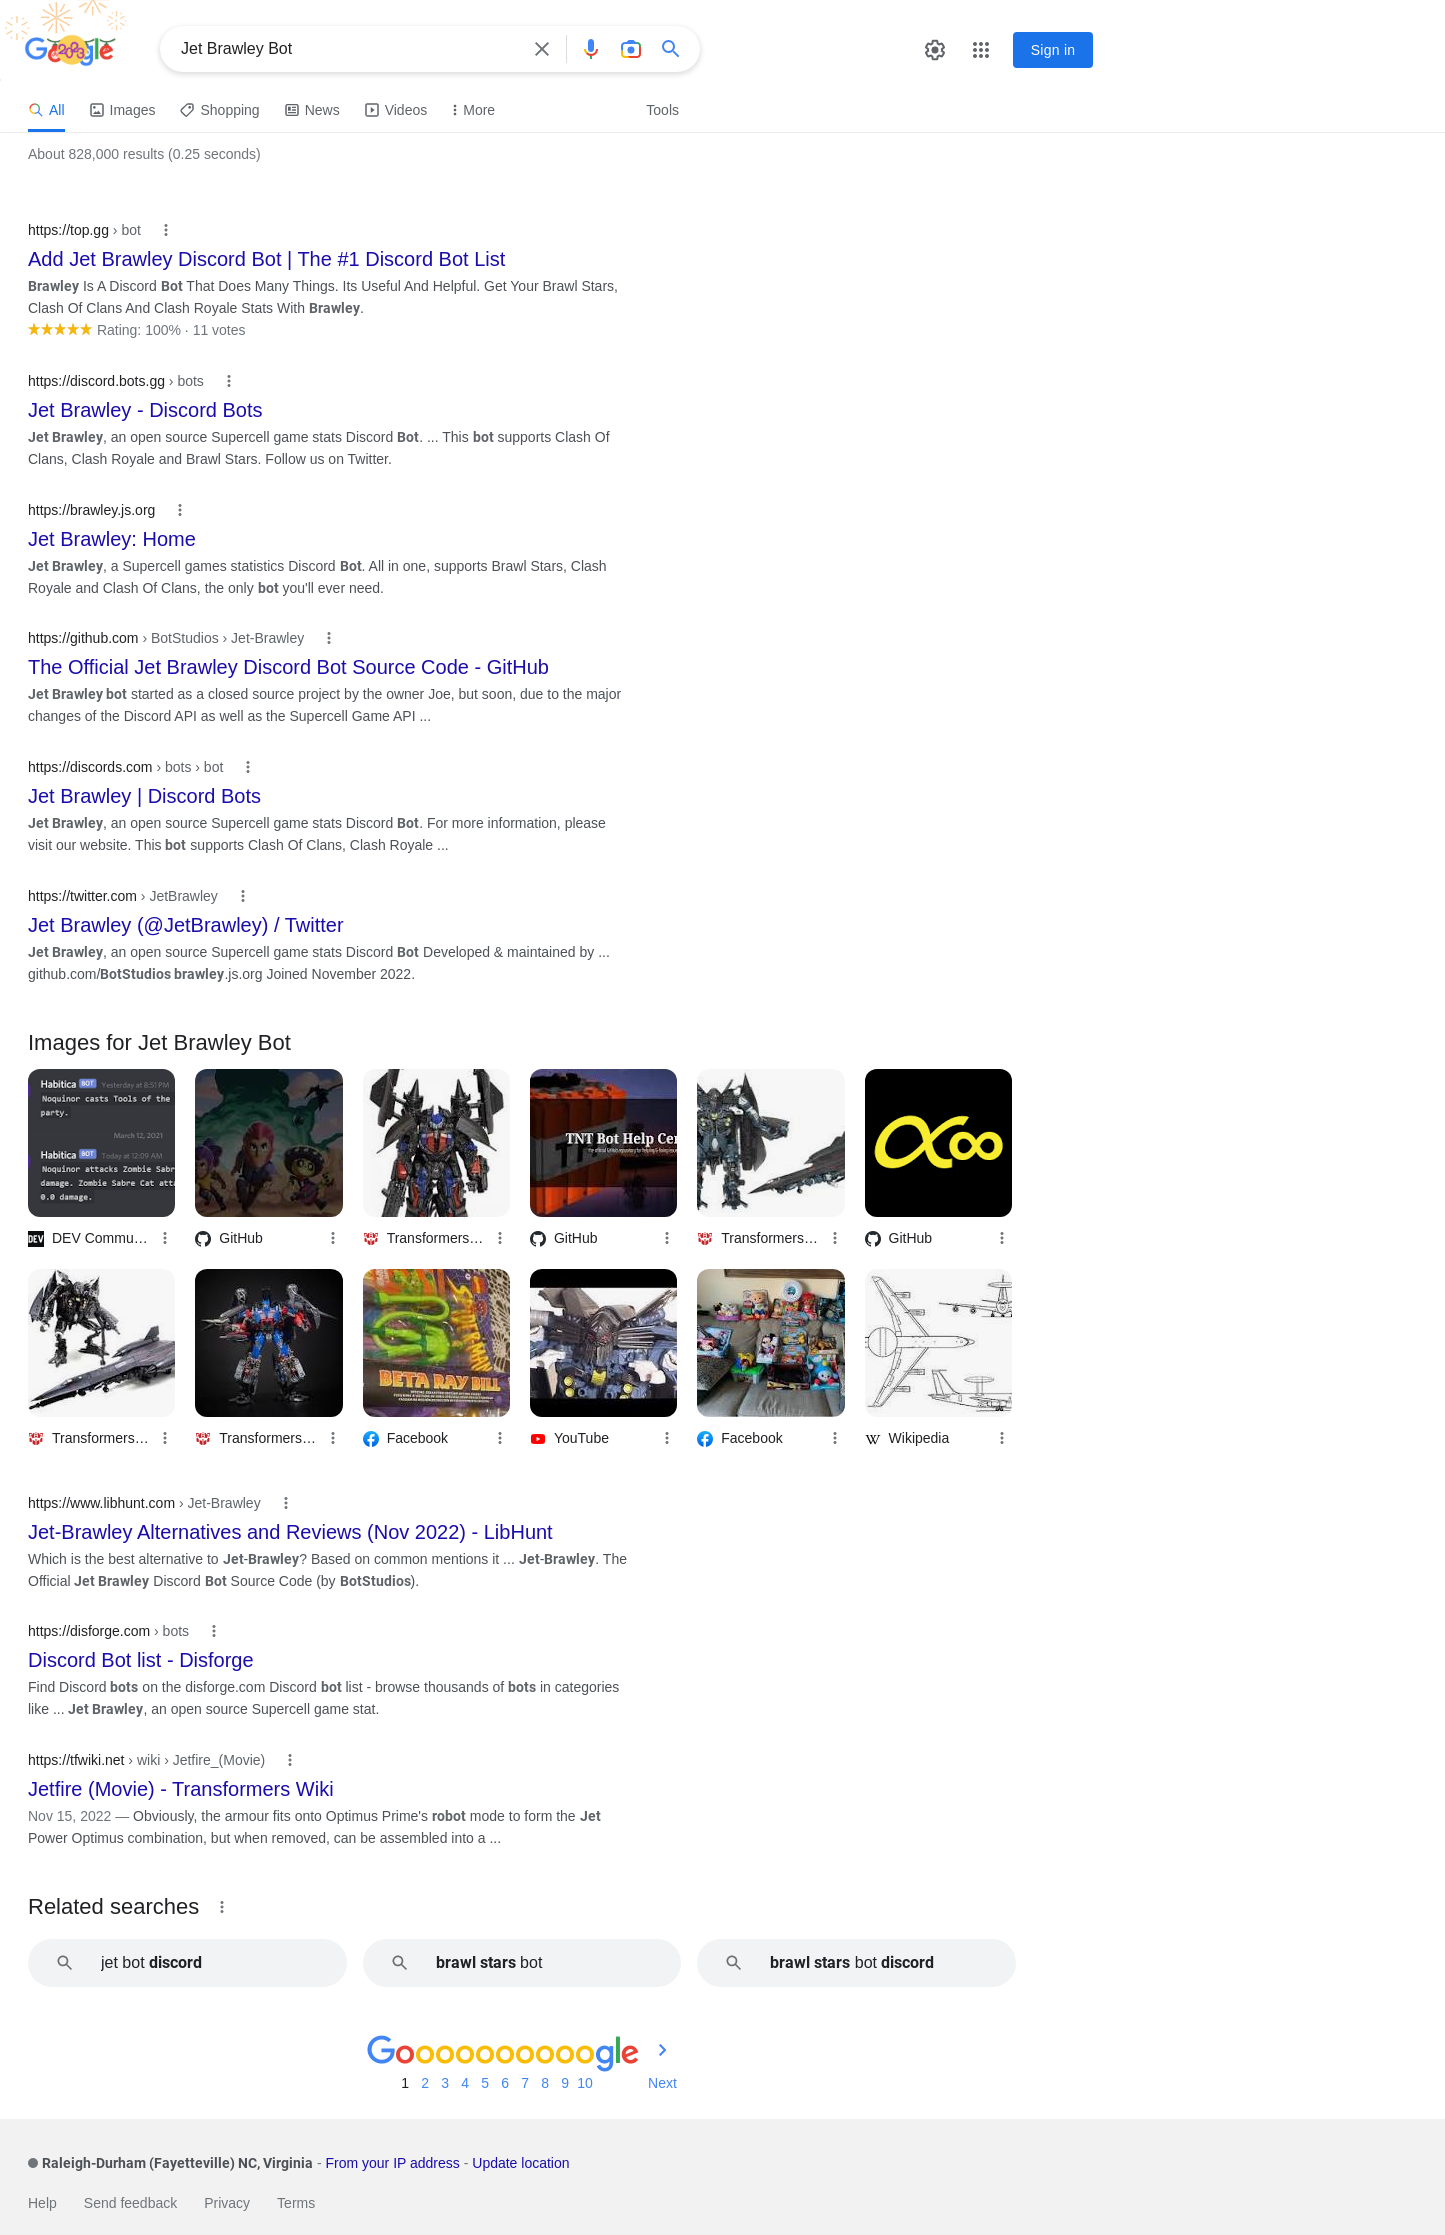 Google
2023
Jet Brawley Bot
Sign in
All
Images
Shopping
News
Videos
More
Tools
About 828,000 results (0.25 seconds)
https://top.gg › bot
Add Jet Brawley Discord Bot | The #1 Discord Bot List
Brawley Is A Discord Bot That Does Many Things. Its Useful And Helpful. Get Your Brawl Stars,
Clash Of Clans And Clash Royale Stats With Brawley.
Rating: 100% · 11 votes
https://discord.bots.gg › bots
Jet Brawley - Discord Bots
Jet Brawley, an open source Supercell game stats Discord Bot. ... This bot supports Clash Of
Clans, Clash Royale and Brawl Stars. Follow us on Twitter.
https://brawley.js.org
Jet Brawley: Home
Jet Brawley, a Supercell games statistics Discord Bot. All in one, supports Brawl Stars, Clash
Royale and Clash Of Clans, the only bot you'll ever need.
https://github.com › BotStudios › Jet-Brawley
The Official Jet Brawley Discord Bot Source Code - GitHub
Jet Brawley bot started as a closed source project by the owner Joe, but soon, due to the major
changes of the Discord API as well as the Supercell Game API ...
https://discords.com › bots › bot
Jet Brawley | Discord Bots
Jet Brawley, an open source Supercell game stats Discord Bot. For more information, please
visit our website. This bot supports Clash Of Clans, Clash Royale ...
https://twitter.com › JetBrawley
Jet Brawley (@JetBrawley) / Twitter
Jet Brawley, an open source Supercell game stats Discord Bot Developed & maintained by ...
github.com/BotStudios brawley.js.org Joined November 2022.
Images for Jet Brawley Bot
Habitica BOT Yesterday at 8:51 PM
Noquinor casts Tools of the
party.
March 12, 2021
Habitica BOT Today at 12:09 AM
Noquinor attacks Zombie Sabr
damage. Zombie Sabre Cat atta
0.0 damage.
TNT Bot Help Cen
DEV Commu...
GitHub
Transformers...
GitHub
Transformers...
GitHub
BETA RAY BILL
Transformers...
Transformers...
Facebook
YouTube
Facebook
Wikipedia
https://www.libhunt.com › Jet-Brawley
Jet-Brawley Alternatives and Reviews (Nov 2022) - LibHunt
Which is the best alternative to Jet-Brawley? Based on common mentions it ... Jet-Brawley. The
Official Jet Brawley Discord Bot Source Code (by BotStudios).
https://disforge.com › bots
Discord Bot list - Disforge
Find Discord bots on the disforge.com Discord bot list - browse thousands of bots in categories
like ... Jet Brawley, an open source Supercell game stat.
https://tfwiki.net › wiki › Jetfire_(Movie)
Jetfire (Movie) - Transformers Wiki
Nov 15, 2022 — Obviously, the armour fits onto Optimus Prime's robot mode to form the Jet
Power Optimus combination, but when removed, can be assembled into a ...
Related searches
jet bot discord
brawl stars bot
brawl stars bot discord
Goooooooooogle
1 2 3 4 5 6 7 8 9 10 Next
Raleigh-Durham (Fayetteville) NC, Virginia - From your IP address - Update location
Help Send feedback Privacy Terms